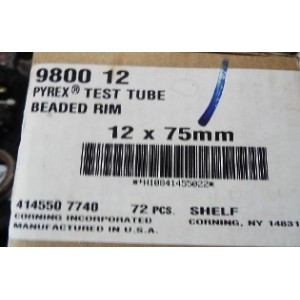 9800 12
PYREX® TEST TUBE
BEADED RIM
12 x 75mm
*+H10041455022*
414550 7740 72 PCS. SHELF
CORNING INCORPORATED CORNING, NY 14831
MANUFACTURED IN U.S.A.